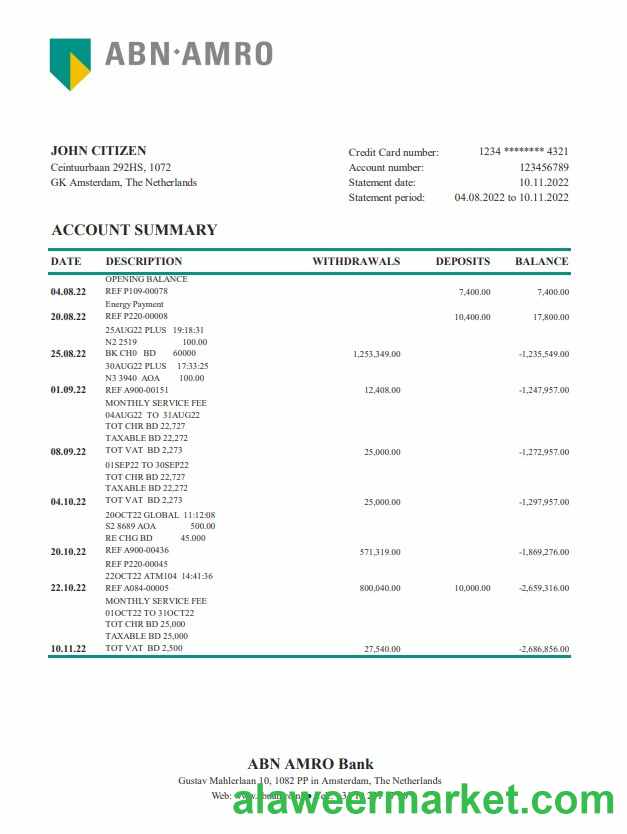 ABN·AMRO
JOHN CITIZEN
Ceintuurbaan 292HS, 1072
GK Amsterdam, The Netherlands
Credit Card number: 1234 ******** 4321
Account number: 123456789
Statement date: 10.11.2022
Statement period: 04.08.2022 to 10.11.2022
ACCOUNT SUMMARY
DATE DESCRIPTION WITHDRAWALS DEPOSITS BALANCE
OPENING BALANCE
04.08.22 REF P109-00078 7,400.00 7,400.00
Energy Payment
20.08.22 REF P220-00008 10,400.00 17,800.00
25AUG22 PLUS 19:18:31
N2 2519 100.00
25.08.22 BK CH0 BD 60000 1,253,349.00 -1,235,549.00
30AUG22 PLUS 17:33:25
N3 3940 AOA 100.00
01.09.22 REF A900-00151 12,408.00 -1,247,957.00
MONTHLY SERVICE FEE
04AUG22 TO 31AUG22
TOT CHR BD 22,727
TAXABLE BD 22,272
08.09.22 TOT VAT BD 2,273 25,000.00 -1,272,957.00
01SEP22 TO 30SEP22
TOT CHR BD 22,727
TAXABLE BD 22,272
04.10.22 TOT VAT BD 2,273 25,000.00 -1,297,957.00
20OCT22 GLOBAL 11:12:08
S2 8689 AOA 500.00
RE CHG BD 45.000
20.10.22 REF A900-00436 571,319.00 -1,869,276.00
REF P220-00045
22OCT22 ATM104 14:41:36
22.10.22 REF A084-00005 800,040.00 10,000.00 -2,659,316.00
MONTHLY SERVICE FEE
01OCT22 TO 31OCT22
TOT CHR BD 25,000
TAXABLE BD 25,000
10.11.22 TOT VAT BD 2,500 27,540.00 -2,686,856.00
ABN AMRO Bank
Gustav Mahlerlaan 10, 1082 PP in Amsterdam, The Netherlands
Web:
alaweermarket.com